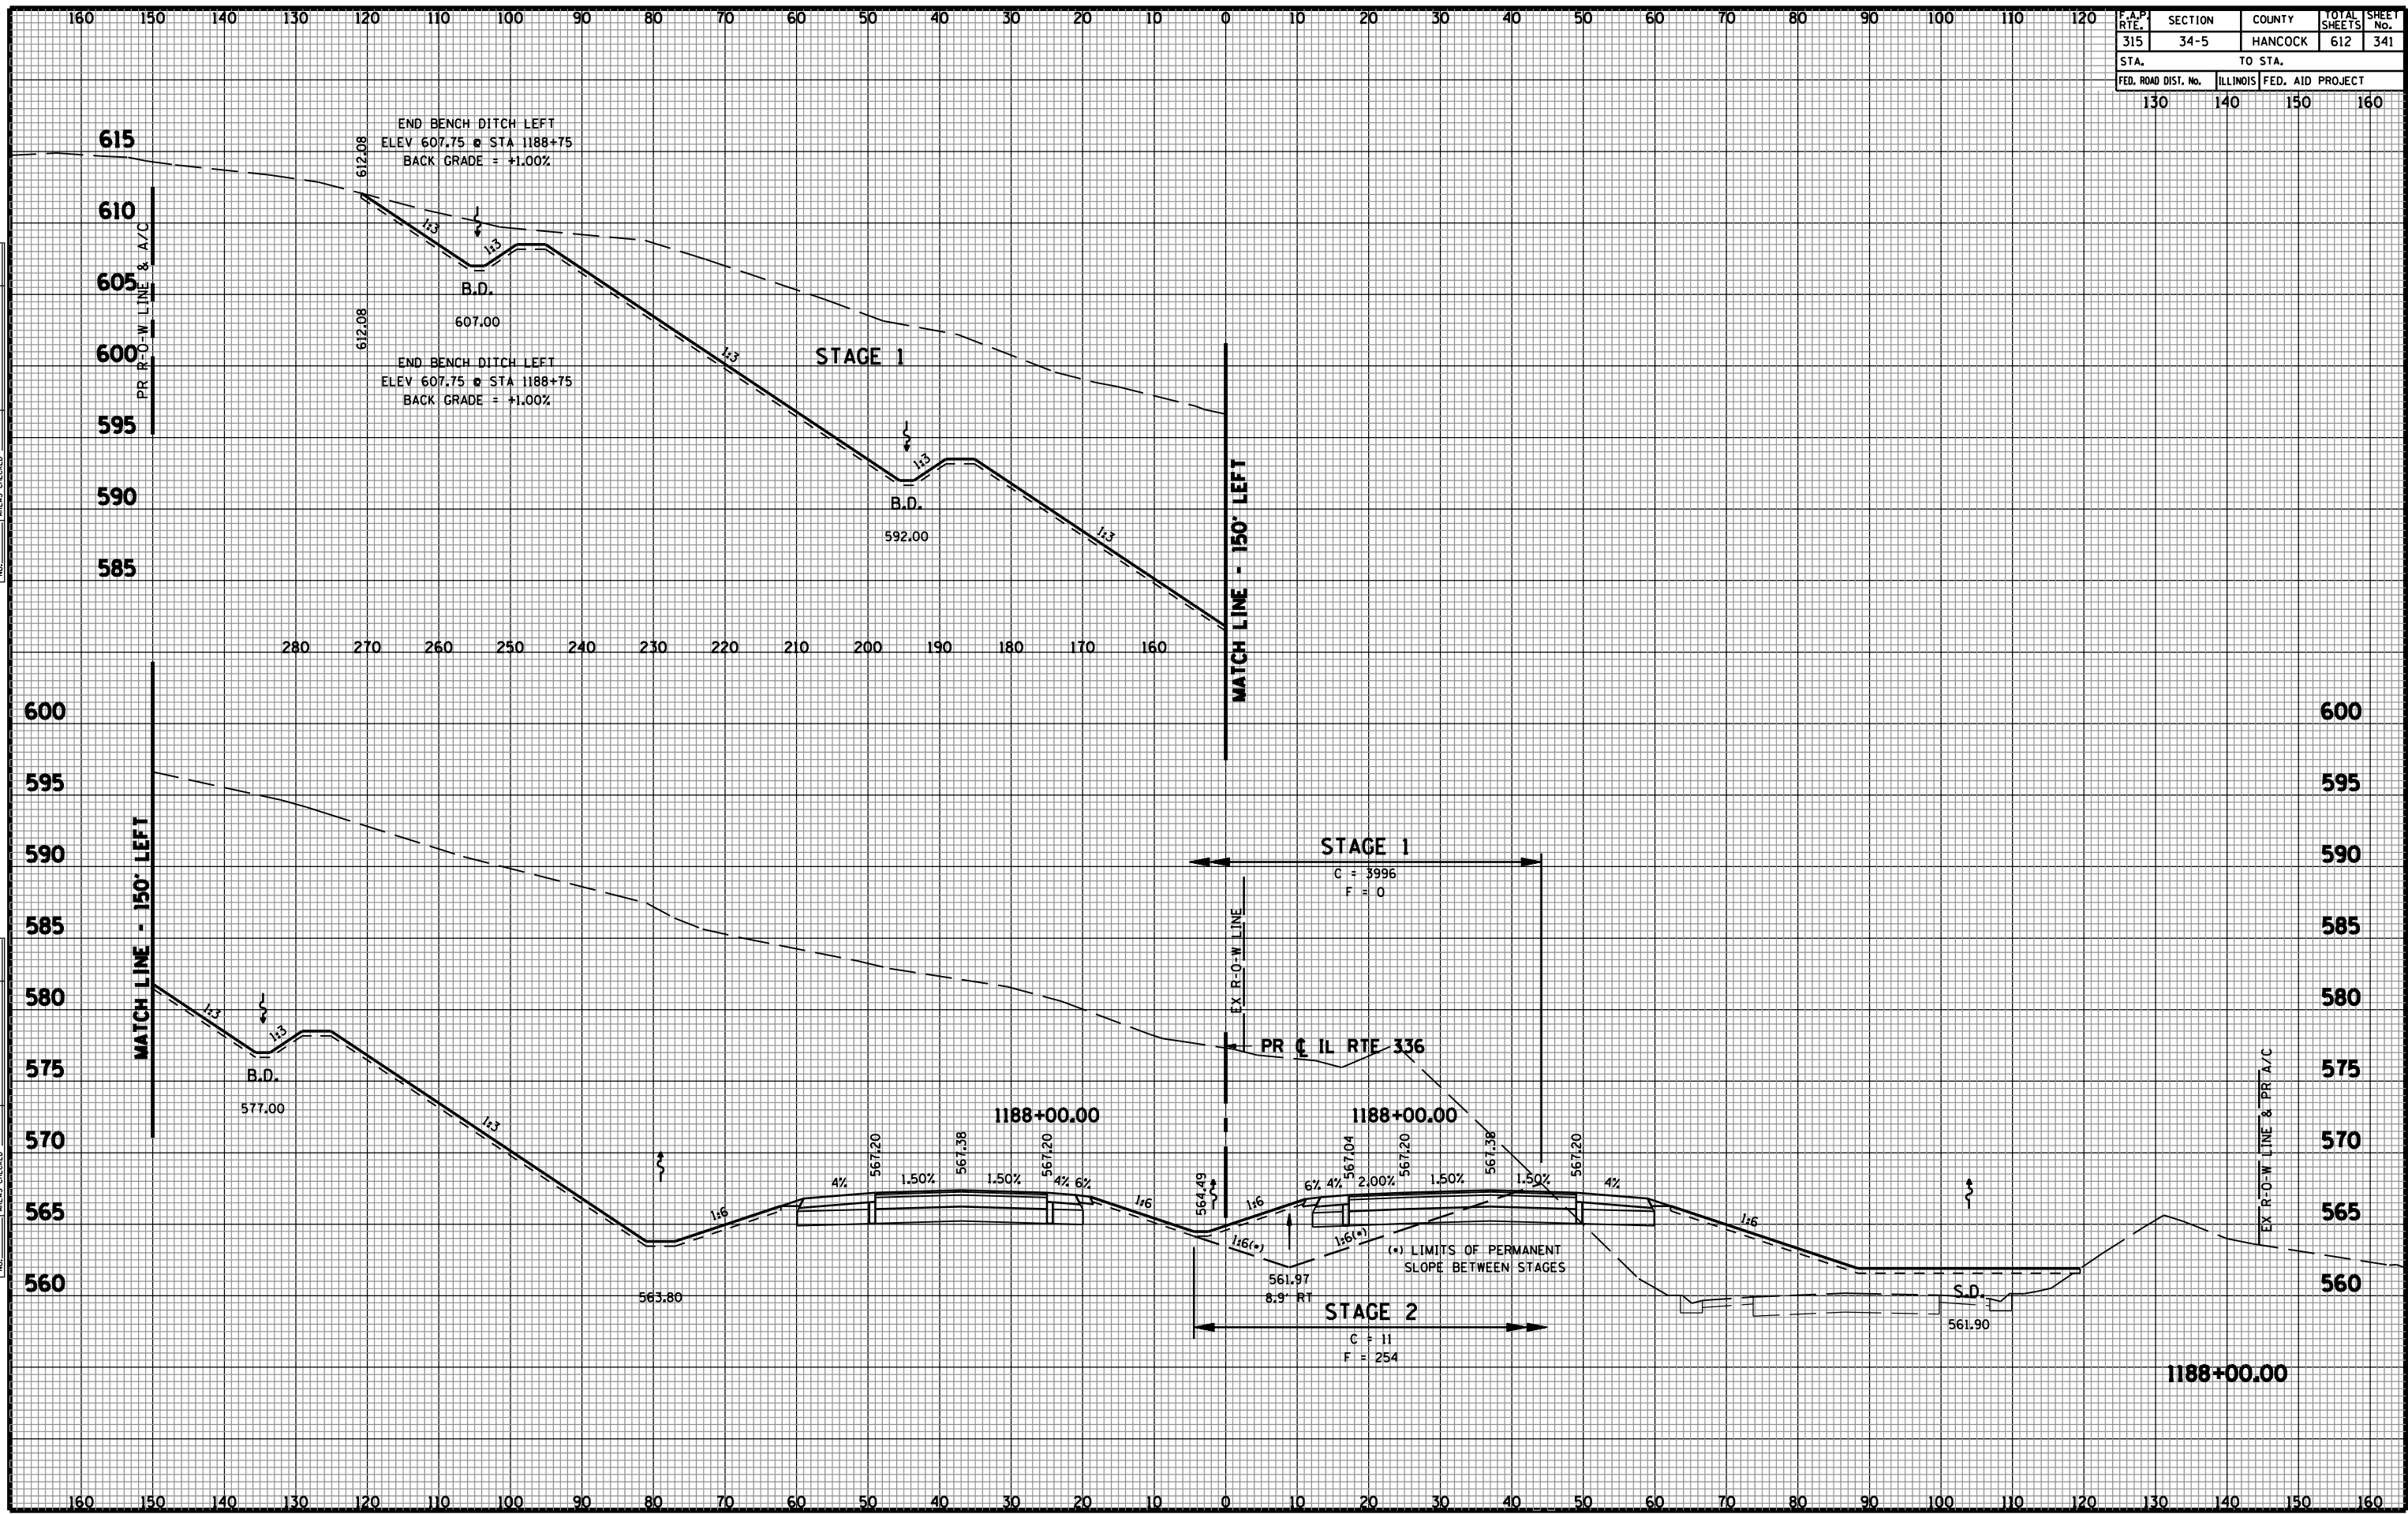 160 150 140 130 120 110 100 90 80 70 60 50 40 30 20 10 0 10 20 30 40 50 60 70 80 90 100 110 120
F.A.P. RTE. SECTION COUNTY TOTAL SHEETS SHEET No.
315 34-5 HANCOCK 612 341
STA. TO STA.
FED. ROAD DIST. No. ILLINOIS FED. AID PROJECT
130 140 150 160
615
610
605
600
595
590
585
PR R-O-W LINE & A/C
612.08
END BENCH DITCH LEFT
ELEV 607.75 @ STA 1188+75
BACK GRADE = +1.00%
1:3
1:3
B.D.
607.00
612.08
END BENCH DITCH LEFT
ELEV 607.75 @ STA 1188+75
BACK GRADE = +1.00%
1:3
STAGE 1
1:3
B.D.
592.00
1:3
MATCH LINE - 150' LEFT
280 270 260 250 240 230 220 210 200 190 180 170 160
600 600
595 595
590 590
585 585
580 580
575 575
570 570
565 565
560 560
MATCH LINE - 150' LEFT
STAGE 1
C = 3996
F = 0
EX R-O-W LINE
PR ℄ IL RTE 336
1:3
1:3
B.D.
577.00
1:3
1188+00.00 1188+00.00
567.20 567.38 567.20 567.04 567.20 567.38 567.20
4% 1.50% 1.50% 4% 6% 6% 4% 2.00% 1.50% 1.50% 4%
564.49
1:6 1:6 1:6 1:6
1:6(•) 1:6(•)
(•) LIMITS OF PERMANENT
SLOPE BETWEEN STAGES
563.80
561.97
8.9' RT
STAGE 2
C = 11
F = 254
S.D.
561.90
EX R-O-W LINE & PR A/C
1188+00.00
160 150 140 130 120 110 100 90 80 70 60 50 40 30 20 10 0 10 20 30 40 50 60 70 80 90 100 110 120 130 140 150 160